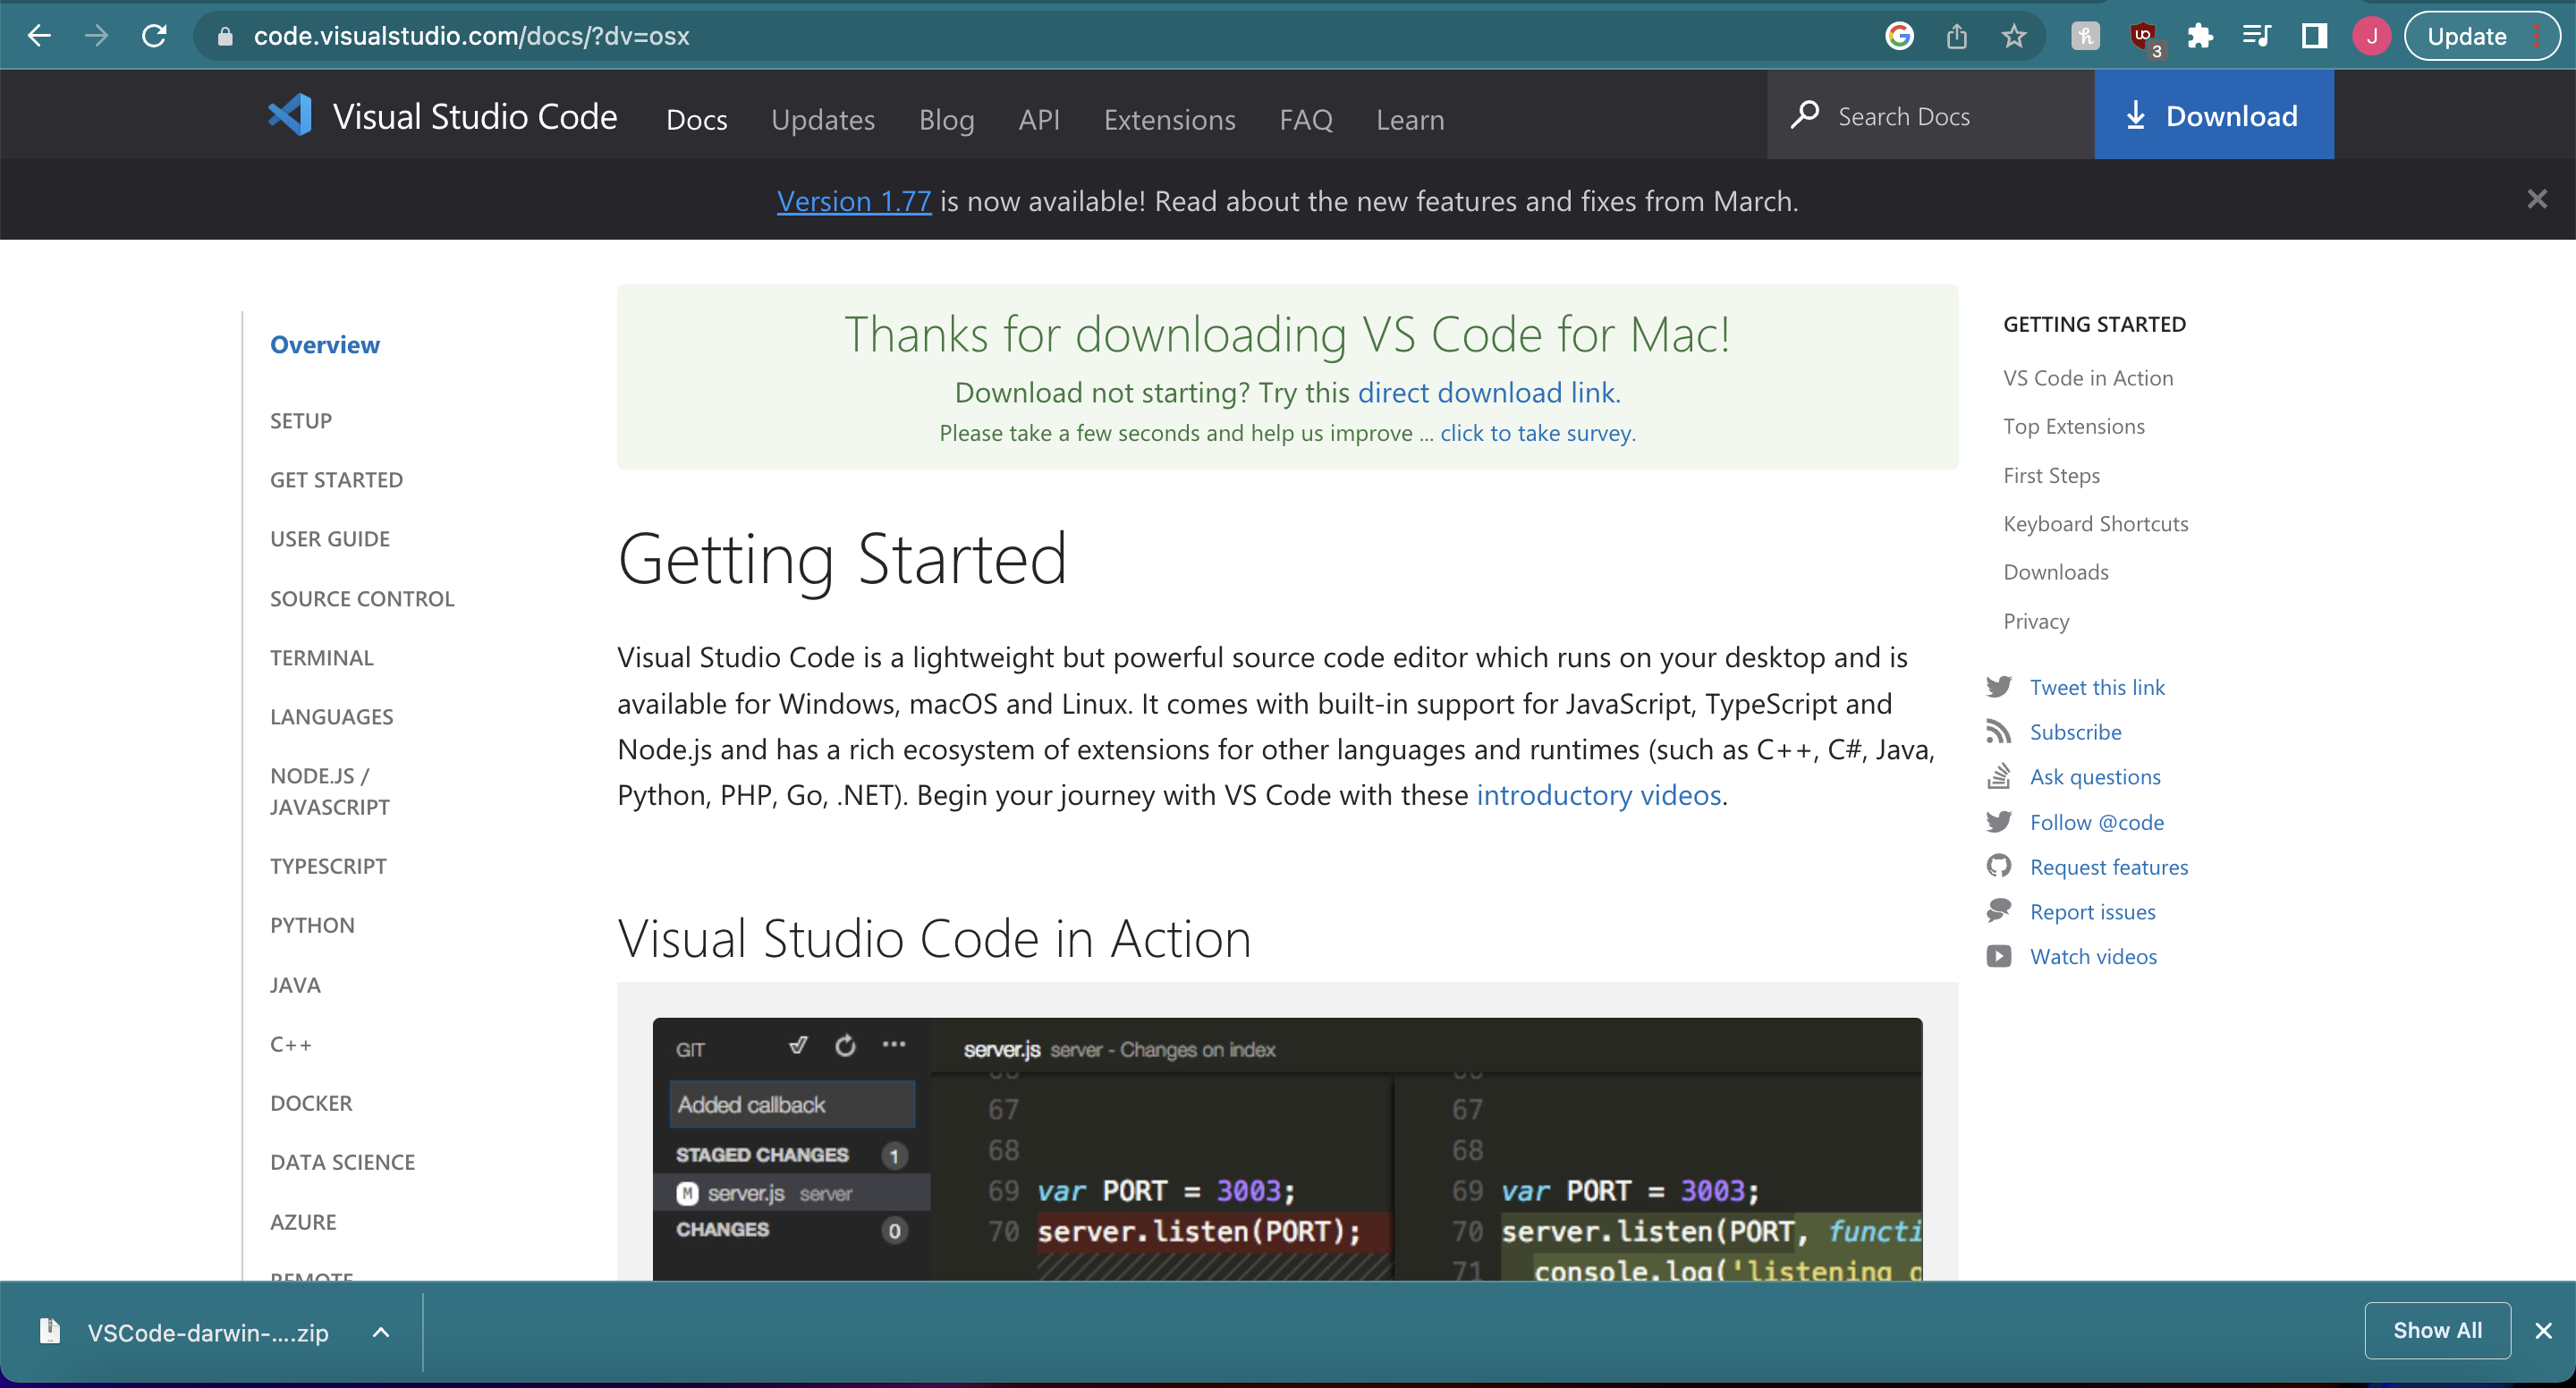 code.visualstudio.com/docs/?dv=osx
3
J
Update
Visual Studio Code
Docs
Updates
Blog
API
Extensions
FAQ
Learn
Search Docs
Download
Version 1.77 is now available! Read about the new features and fixes from March.
Overview
SETUP
GET STARTED
USER GUIDE
SOURCE CONTROL
TERMINAL
LANGUAGES
NODE.JS /
JAVASCRIPT
TYPESCRIPT
PYTHON
JAVA
C++
DOCKER
DATA SCIENCE
AZURE
REMOTE
Thanks for downloading VS Code for Mac!
Download not starting? Try this direct download link.
Please take a few seconds and help us improve ... click to take survey.
Getting Started
Visual Studio Code is a lightweight but powerful source code editor which runs on your desktop and is
available for Windows, macOS and Linux. It comes with built-in support for JavaScript, TypeScript and
Node.js and has a rich ecosystem of extensions for other languages and runtimes (such as C++, C#, Java,
Python, PHP, Go, .NET). Begin your journey with VS Code with these introductory videos.
Visual Studio Code in Action
GIT
Added callback
STAGED CHANGES 1
M server.js server
CHANGES 0
server.js server - Changes on index
67
68
69 var PORT = 3003;
70 server.listen(PORT);
67
68
69 var PORT = 3003;
70 server.listen(PORT, functi
71 console.log('listening o
GETTING STARTED
VS Code in Action
Top Extensions
First Steps
Keyboard Shortcuts
Downloads
Privacy
Tweet this link
Subscribe
Ask questions
Follow @code
Request features
Report issues
Watch videos
VSCode-darwin-....zip
Show All